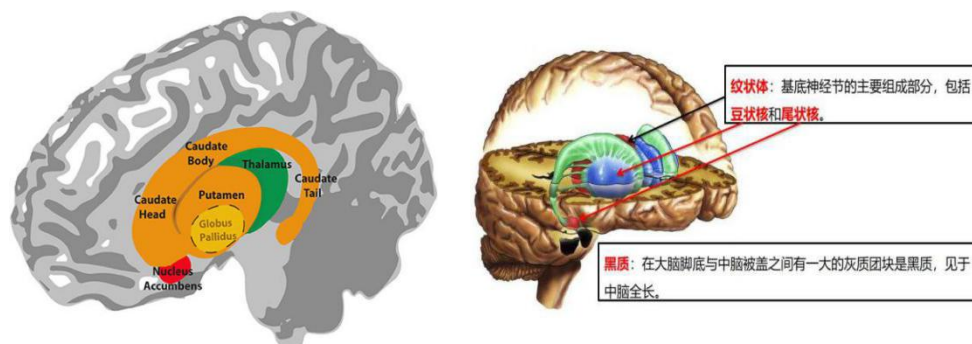 Caudate
Body
Thalamus
Caudate
Tail
Caudate
Head
Putamen
Globus
Pallidus
Nucleus
Accumbens
纹状体：基底神经节的主要组成部分，包括
豆状核和尾状核。
黑质：在大脑脚底与中脑被盖之间有一大的灰质团块是黑质，见于
中脑全长。